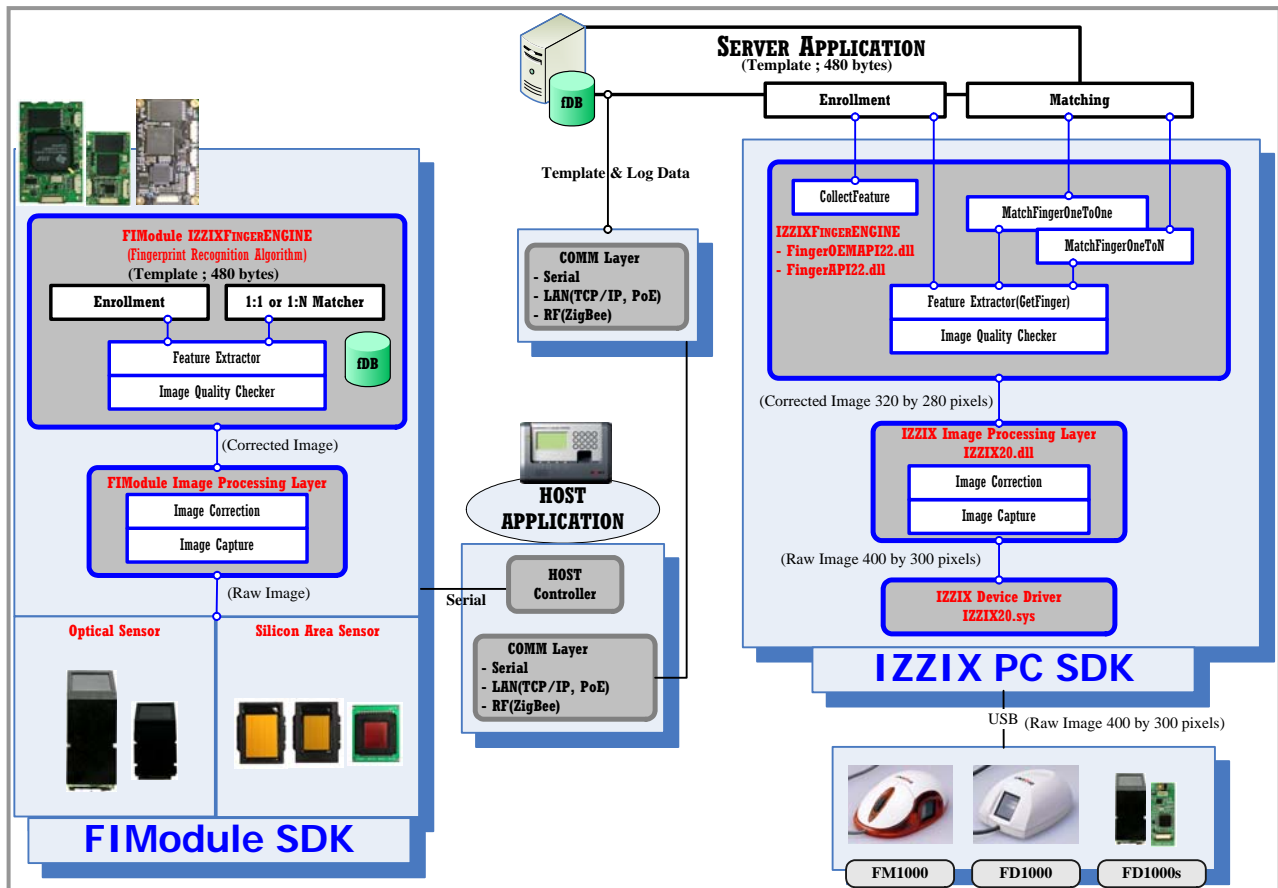 SERVER APPLICATION
(Template ; 480 bytes)
fDB
Enrollment
Matching
Template & Log Data
COMM Layer
- Serial
- LAN(TCP/IP, PoE)
- RF(ZigBee)
FIModule IZZIXFINGERENGINE
(Fingerprint Recognition Algorithm)
(Template ; 480 bytes)
Enrollment
1:1 or 1:N Matcher
Feature Extractor
Image Quality Checker
fDB
(Corrected Image)
FIModule Image Processing Layer
Image Correction
Image Capture
(Raw Image)
Optical Sensor
Silicon Area Sensor
FIModule SDK
HOST
APPLICATION
Serial
HOST
Controller
COMM Layer
- Serial
- LAN(TCP/IP, PoE)
- RF(ZigBee)
CollectFeature
MatchFingerOneToOne
MatchFingerOneToN
IZZIXFINGERENGINE
- FingerOEMAPI22.dll
- FingerAPI22.dll
Feature Extractor(GetFinger)
Image Quality Checker
(Corrected Image 320 by 280 pixels)
IZZIX Image Processing Layer
IZZIX20.dll
Image Correction
Image Capture
(Raw Image 400 by 300 pixels)
IZZIX Device Driver
IZZIX20.sys
IZZIX PC SDK
USB
(Raw Image 400 by 300 pixels)
FM1000
FD1000
FD1000s